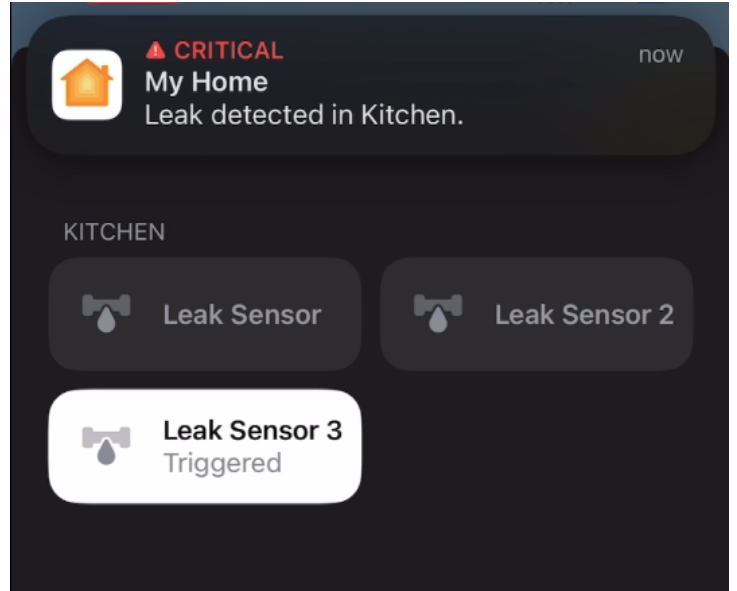 CRITICAL
now
My Home
Leak detected in Kitchen.
KITCHEN
Leak Sensor
Leak Sensor 2
Leak Sensor 3
Triggered